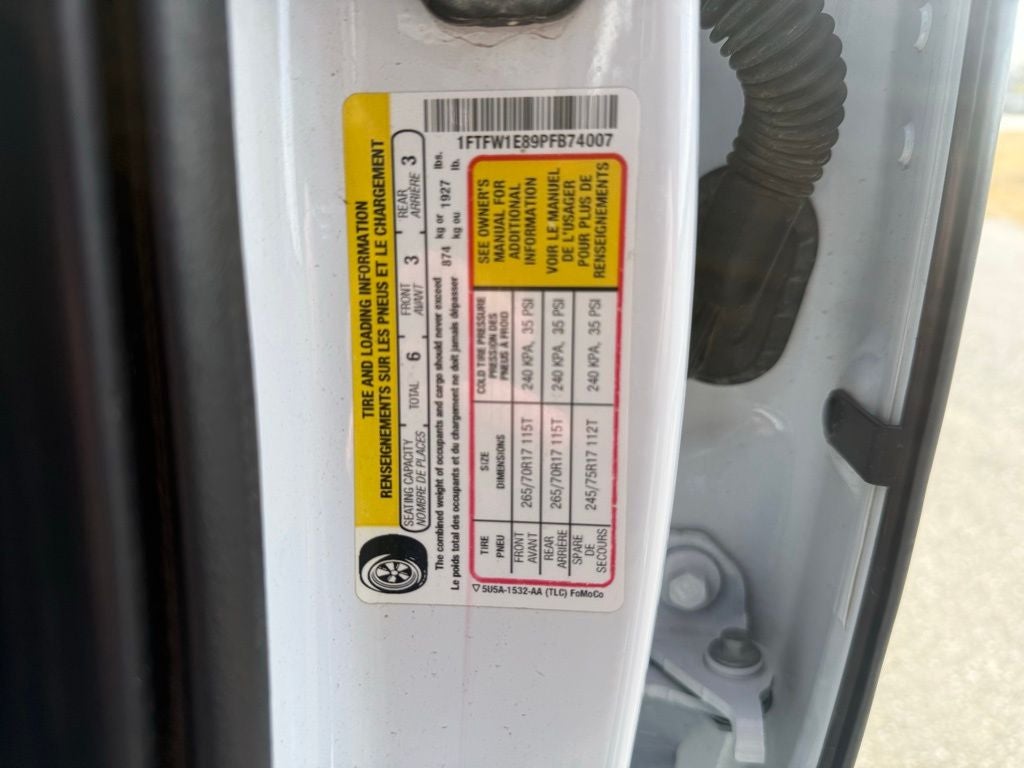 1FTFW1E89PFB74007
TIRE AND LOADING INFORMATION
RENSEIGNEMENTS SUR LES PNEUS ET LE CHARGEMENT
SEATING CAPACITY TOTAL 6 FRONT 3 REAR 3
NOMBRE DE PLACES AVANT ARRIÈRE
The combined weight of occupants and cargo should never exceed 874 kg or 1927 lbs.
Le poids total des occupants et du chargement ne doit jamais dépasser kg ou lb.
TIRE SIZE COLD TIRE PRESSURE
PNEU DIMENSIONS PRESSION DES
PNEUS À FROID
FRONT 265/70R17 115T 240 KPA, 35 PSI
AVANT
REAR 265/70R17 115T 240 KPA, 35 PSI
ARRIÈRE
SPARE 245/75R17 112T 240 KPA, 35 PSI
DE
SECOURS
SEE OWNER'S
MANUAL FOR
ADDITIONAL
INFORMATION
VOIR LE MANUEL
DE L'USAGER
POUR PLUS DE
RENSEIGNEMENTS
▽ 5U5A-1532-AA (TLC) FoMoCo